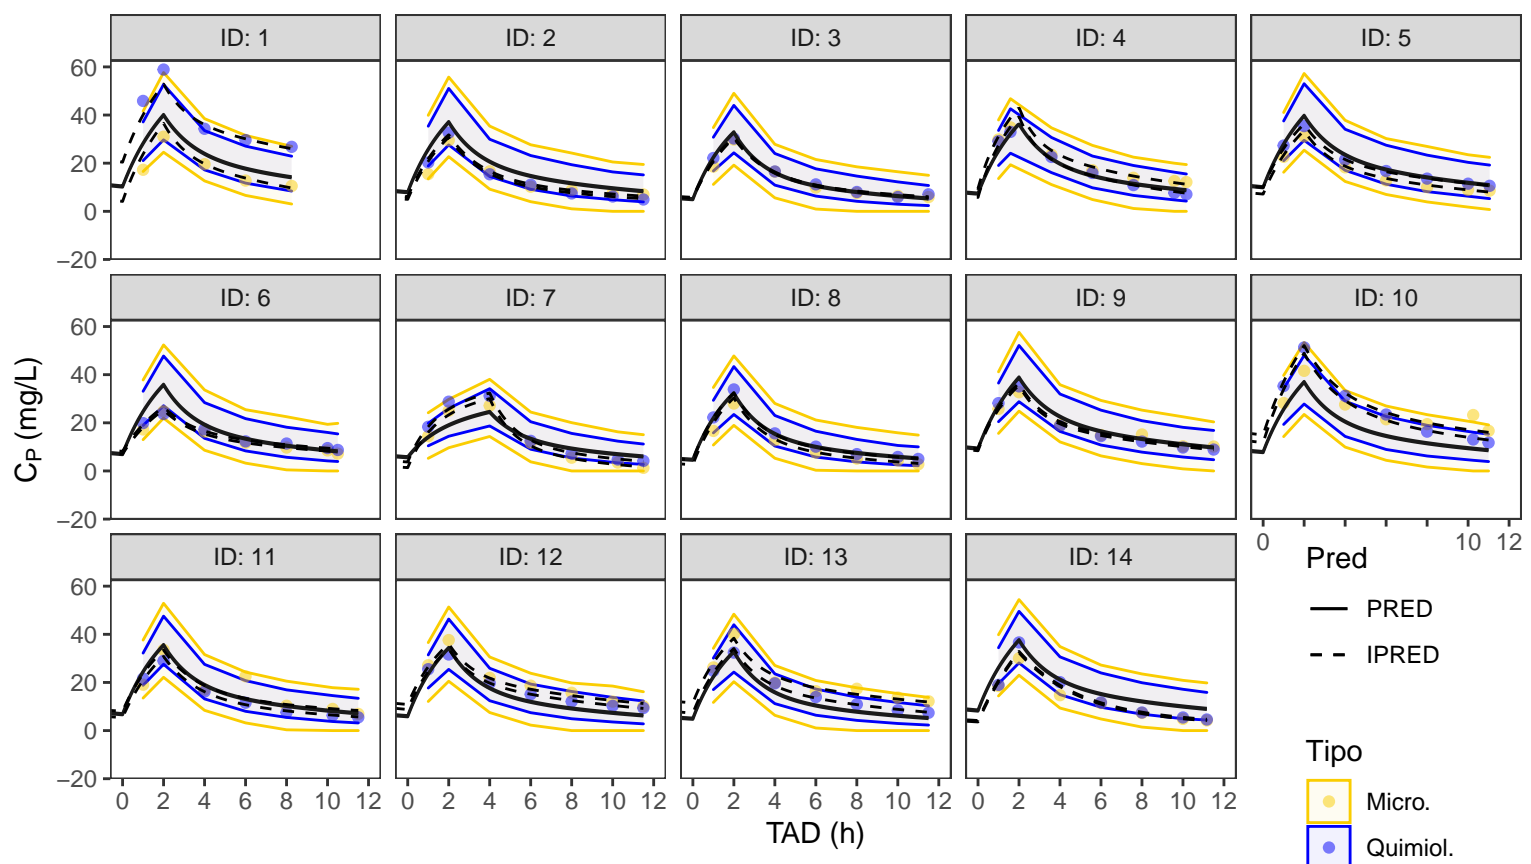 ID: 1 ID: 2 ID: 3 ID: 4 ID: 5
60
40
20
0
−20
ID: 6 ID: 7 ID: 8 ID: 9 ID: 10
60
40
20
0
−20
0 10 12
ID: 11 ID: 12 ID: 13 ID: 14
60
40
20
0
−20
0 2 4 6 8 10 12 0 2 4 6 8 10 12 0 2 4 6 8 10 12 0 2 4 6 8 10 12
TAD (h)
CP (mg/L)
Pred
PRED
IPRED
Tipo
Micro.
Quimiol.